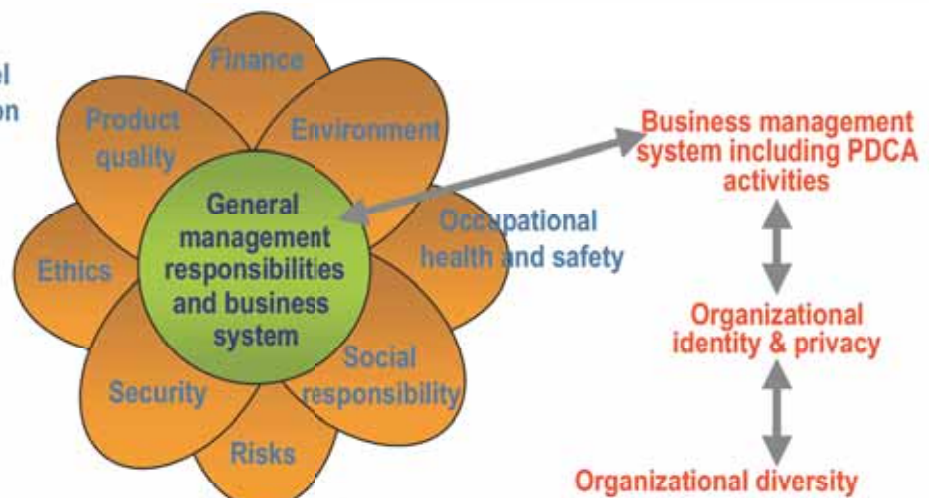 Finance
Product
quality
Environment
General
management
responsibilities
and business
system
Occupational
health and safety
Ethics
Social
responsibility
Security
Risks
Business management
system including PDCA
activities
Organizational
identity & privacy
Organizational diversity